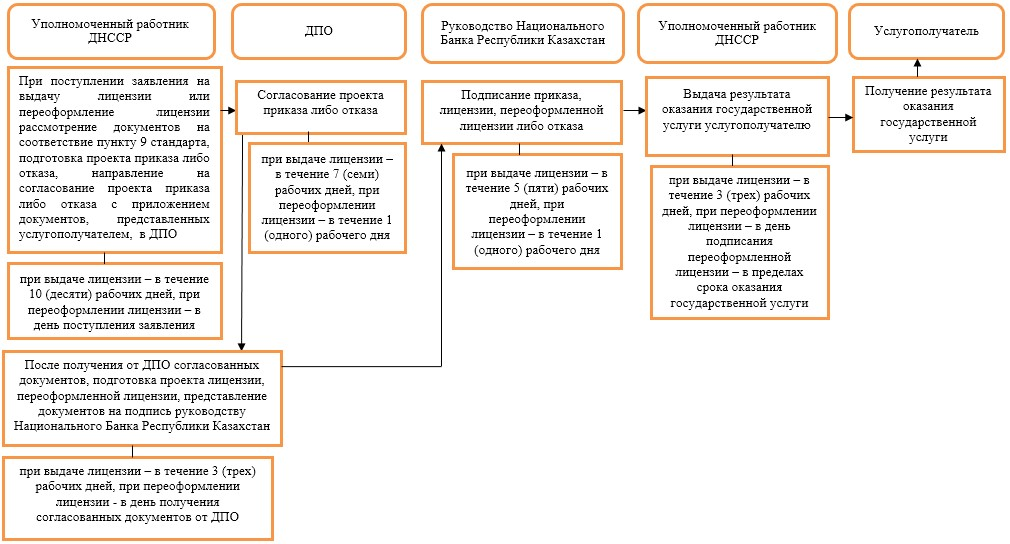 Уполномоченный работник
ДНССР
ДПО
Руководство Национального
Банка Республики Казахстан
Уполномоченный работник
ДНССР
Услугополучатель
При поступлении заявления на
выдачу лицензии или
переоформление лицензии
рассмотрение документов на
соответствие пункту 9 стандарта,
подготовка проекта приказа либо
отказа, направление на
согласование проекта приказа
либо отказа с приложением
документов, представленных
услугополучателем, в ДПО
при выдаче лицензии – в течение
10 (десяти) рабочих дней, при
переоформлении лицензии – в
день поступления заявления
Согласование проекта
приказа либо отказа
при выдаче лицензии –
в течение 7 (семи)
рабочих дней, при
переоформлении
лицензии – в течение 1
(одного) рабочего дня
После получения от ДПО согласованных
документов, подготовка проекта лицензии,
переоформленной лицензии, представление
документов на подпись руководству
Национального Банка Республики Казахстан
при выдаче лицензии – в течение 3 (трех)
рабочих дней, при переоформлении
лицензии - в день получения
согласованных документов от ДПО
Подписание приказа,
лицензии, переоформленной
лицензии либо отказа
при выдаче лицензии – в
течение 5 (пяти) рабочих
дней, при
переоформлении
лицензии – в течение 1
(одного) рабочего дня
Выдача результата
оказания государственной
услуги услугополучателю
при выдаче лицензии – в
течение 3 (трех) рабочих
дней, при переоформлении
лицензии – в день
подписания
переоформленной
лицензии – в пределах
срока оказания
государственной услуги
Получение результата
оказания
государственной
услуги